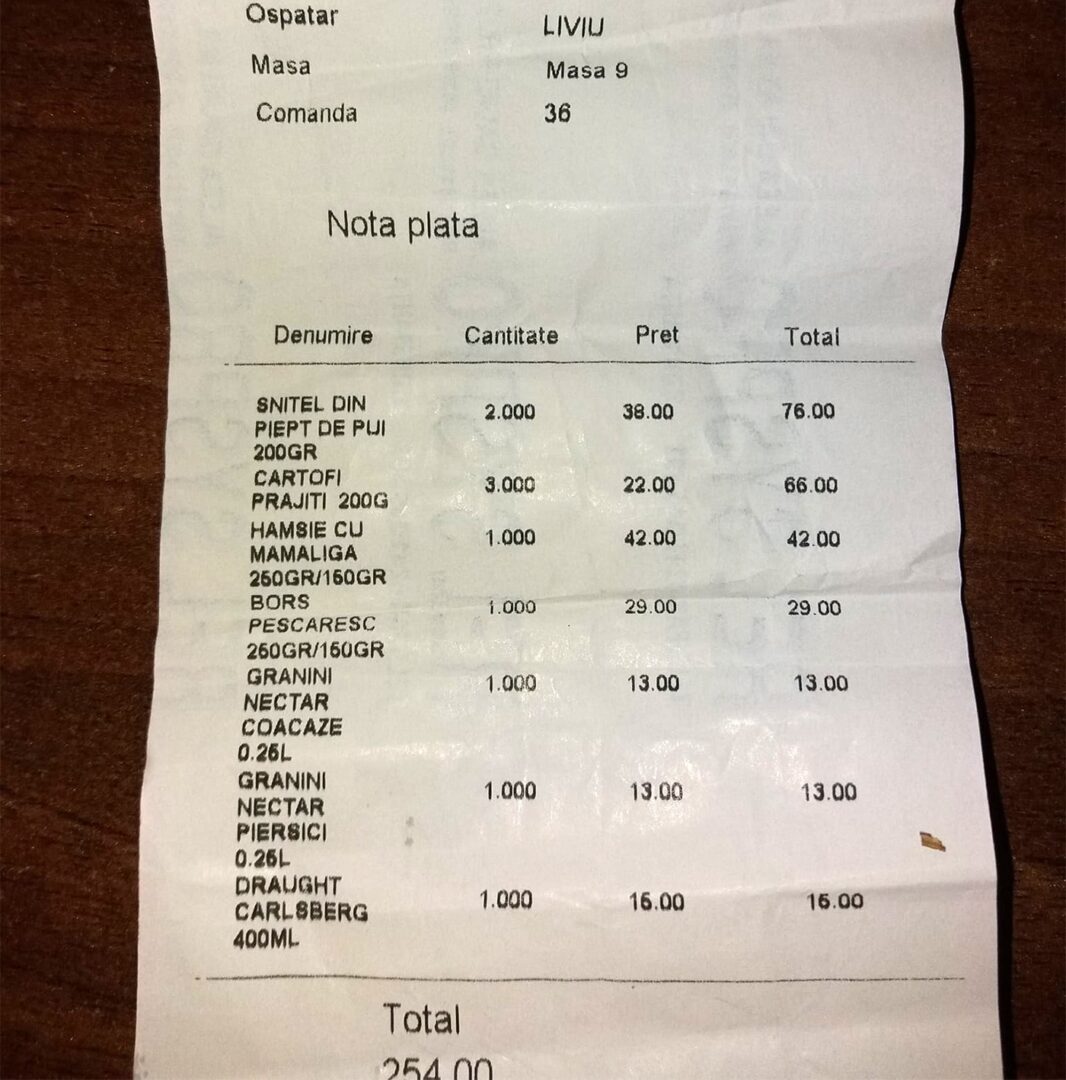 Ospatar LIVIU
Masa Masa 9
Comanda 36
Nota plata
Denumire Cantitate Pret Total
SNITEL DIN 2.000 38.00 76.00
PIEPT DE PUI
200GR
CARTOFI 3.000 22.00 66.00
PRAJITI 200G
HAMSIE CU 1.000 42.00 42.00
MAMALIGA
250GR/150GR
BORS 1.000 29.00 29.00
PESCARESC
250GR/150GR
GRANINI 1.000 13.00 13.00
NECTAR
COACAZE
0.25L
GRANINI 1.000 13.00 13.00
NECTAR
PIERSICI
0.25L
DRAUGHT 1.000 15.00 15.00
CARLSBERG
400ML
Total
254.00